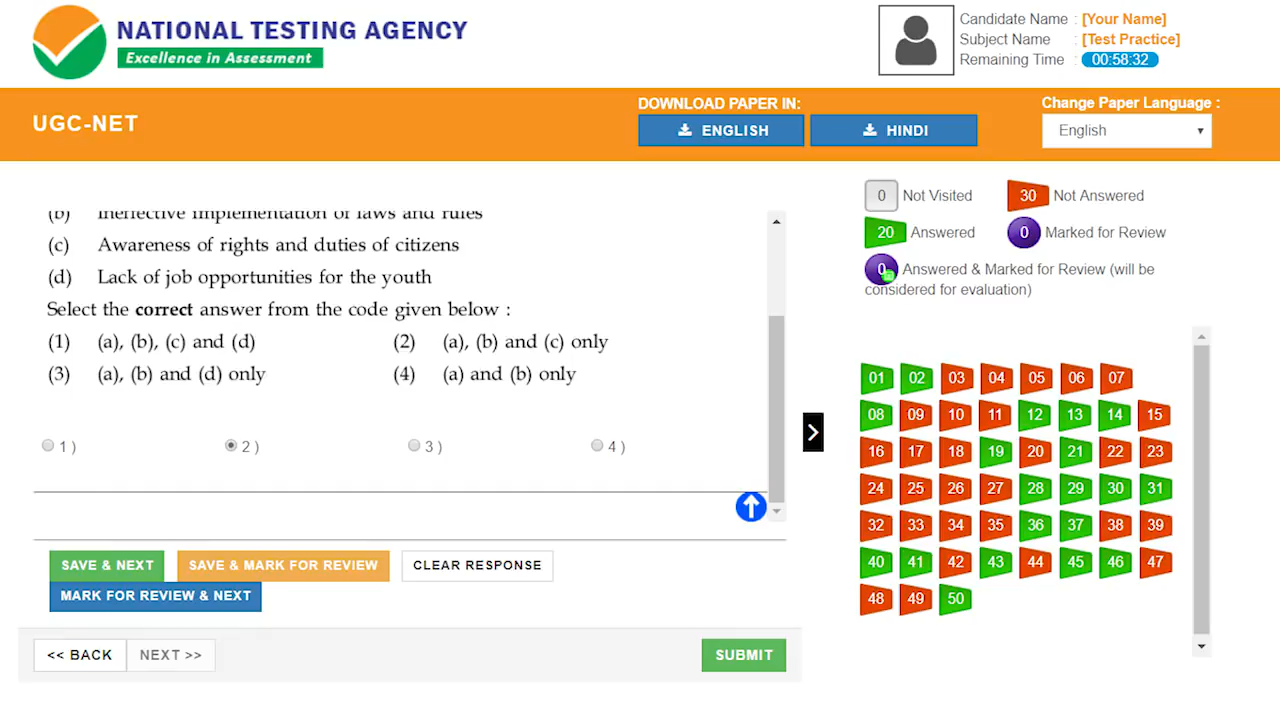 NATIONAL TESTING AGENCY
Excellence in Assessment
Candidate Name : [Your Name]
Subject Name : [Test Practice]
Remaining Time : 00:58:32
UGC-NET
DOWNLOAD PAPER IN:
ENGLISH
HINDI
Change Paper Language :
English
(b) Ineffective implementation of laws and rules
(c) Awareness of rights and duties of citizens
(d) Lack of job opportunities for the youth
Select the correct answer from the code given below :
(1) (a), (b), (c) and (d) (2) (a), (b) and (c) only
(3) (a), (b) and (d) only (4) (a) and (b) only
1 ) 2 ) 3 ) 4 )
SAVE & NEXT SAVE & MARK FOR REVIEW CLEAR RESPONSE
MARK FOR REVIEW & NEXT
<< BACK NEXT >> SUBMIT
0 Not Visited 30 Not Answered
20 Answered 0 Marked for Review
0 Answered & Marked for Review (will be
considered for evaluation)
01 02 03 04 05 06 07
08 09 10 11 12 13 14 15
16 17 18 19 20 21 22 23
24 25 26 27 28 29 30 31
32 33 34 35 36 37 38 39
40 41 42 43 44 45 46 47
48 49 50